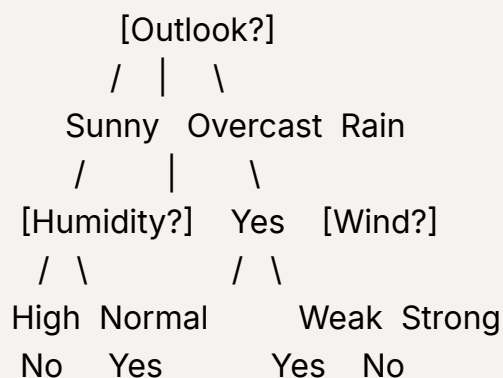 [Outlook?]
/ | \
Sunny Overcast Rain
/ | \
[Humidity?] Yes [Wind?]
/ \ / \
High Normal Weak Strong
No Yes Yes No